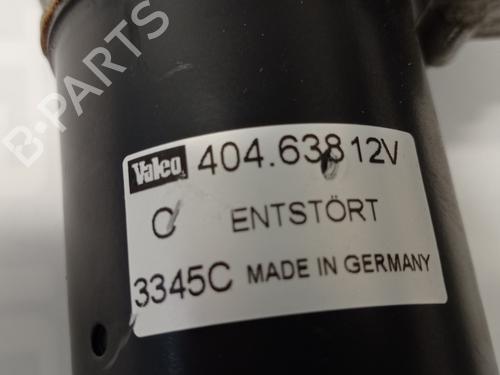 B-PARTS
Valeo 404.638 12V
C ENTSTÖRT
3345C MADE IN GERMANY